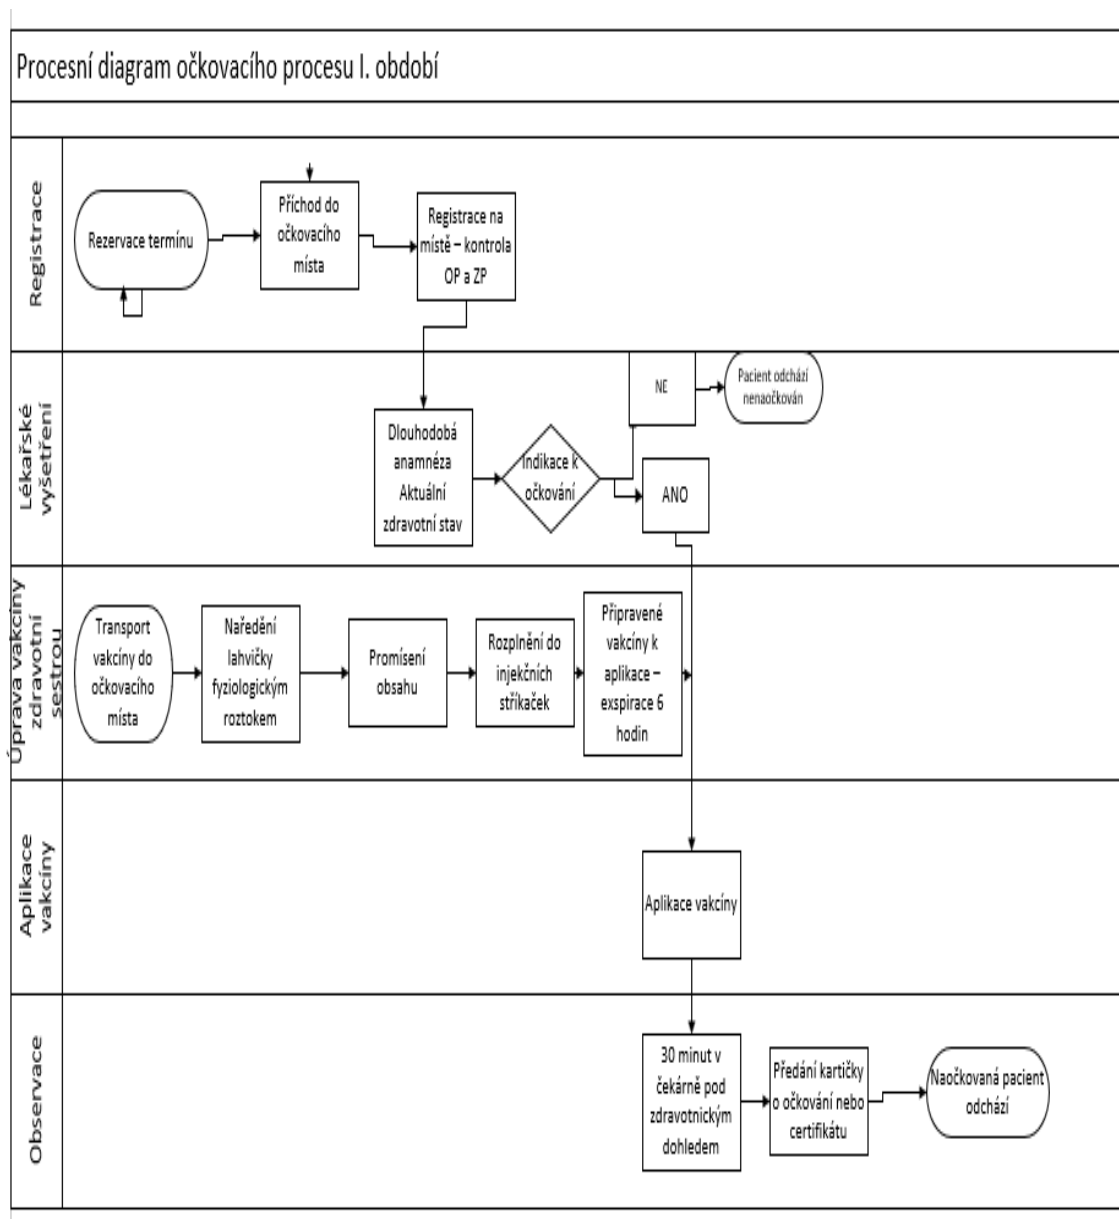 Procesní diagram očkovacího procesu I. období
Registrace
Rezervace termínu
Příchod do
očkovacího
místa
Registrace na
místě – kontrola
OP a ZP
Lékařské
vyšetření
Dlouhodobá
anamnéza
Aktuální
zdravotní stav
Indikace k
očkování
NE
Pacient odchází
nenaočkován
ANO
Úprava vakcíny
zdravotní
sestrou
Transport
vakcíny do
očkovacího
místa
Naředění
lahvičky
fyziologickým
roztokem
Promísení
obsahu
Rozplnění do
injekčních
stříkaček
Připravené
vakcíny k
aplikace –
exspirace 6
hodin
Aplikace
vakcíny
Aplikace vakcíny
Observace
30 minut v
čekárně pod
zdravotnickým
dohledem
Předání kartičky
o očkování nebo
certifikátu
Naočkovaná pacient
odchází